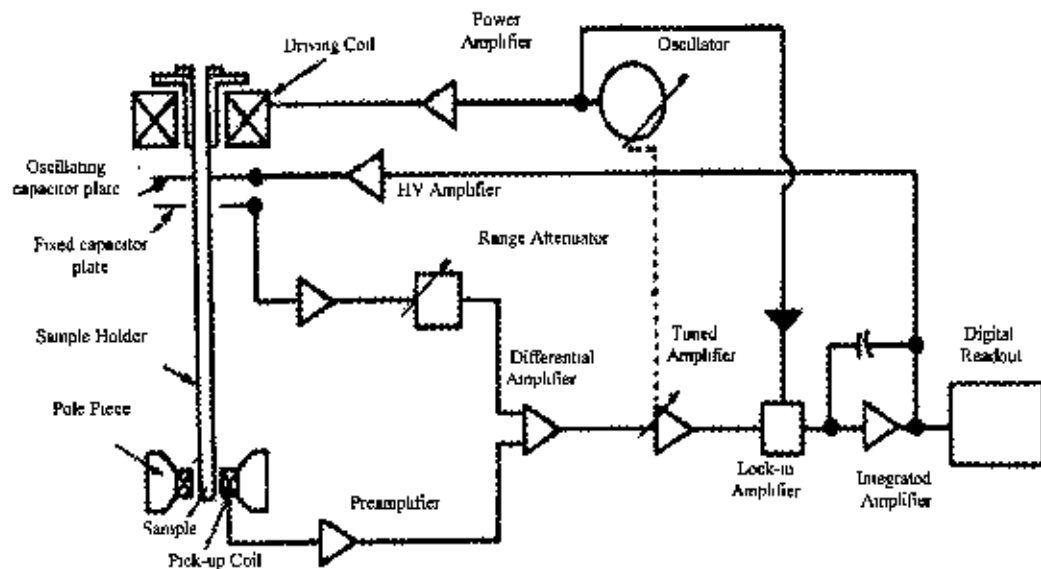 Power
Amplifier
Oscillator
Driving Coil
Oscillating
capacitor plate
HV Amplifier
Fixed capacitor
plate
Range Attenuator
Sample Holder
Differential
Amplifier
Tuned
Amplifier
Digital
Readout
Pole Piece
Lock-in
Amplifier
Integrated
Amplifier
Preamplifier
Sample
Pick-up Coil